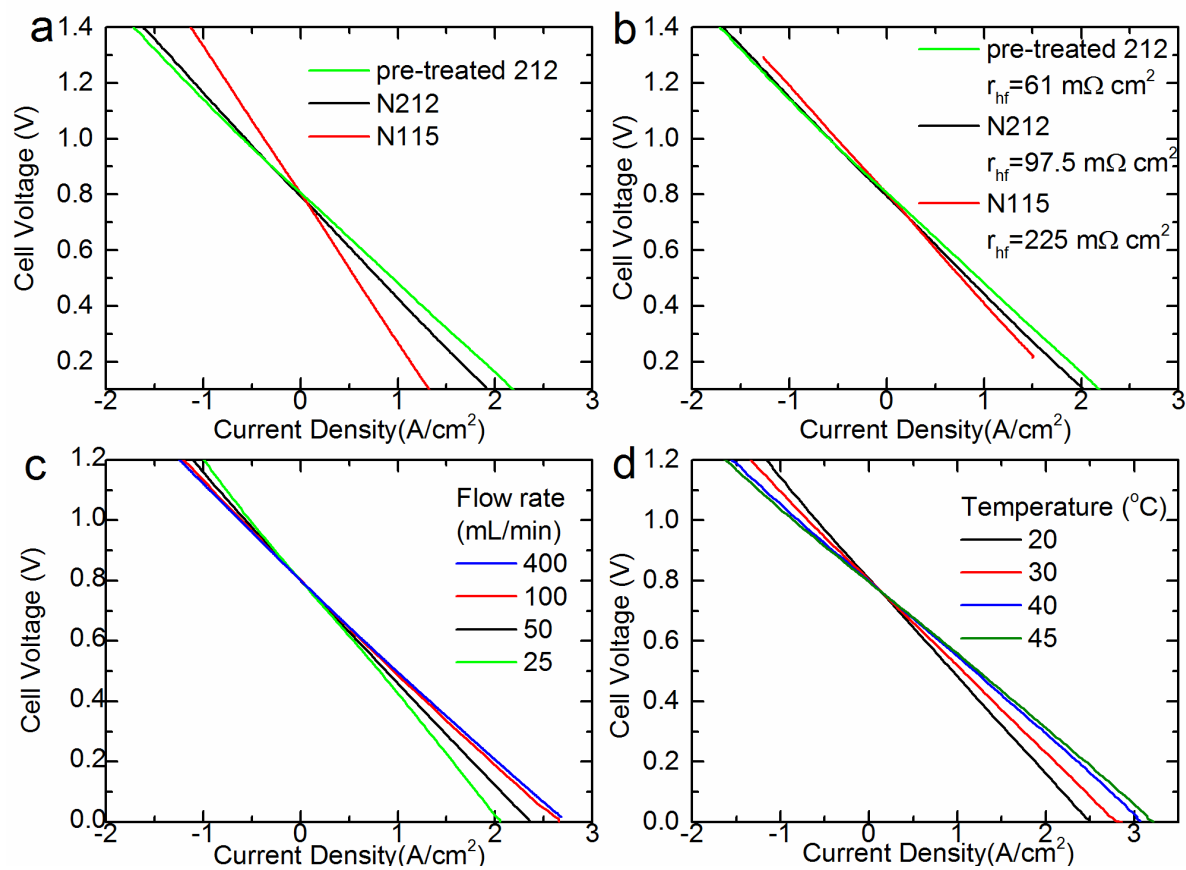 a
1.4
1.2
1.0
0.8
0.6
0.4
0.2
Cell Voltage (V)
pre-treated 212
N212
N115
-2 -1 0 1 2 3
Current Density(A/cm²)
b
1.4
1.2
1.0
0.8
0.6
0.4
0.2
Cell Voltage (V)
pre-treated 212
r_hf=61 mΩ cm²
N212
r_hf=97.5 mΩ cm²
N115
r_hf=225 mΩ cm²
-2 -1 0 1 2 3
Current Density(A/cm²)
c
1.2
1.0
0.8
0.6
0.4
0.2
0.0
Cell Voltage (V)
Flow rate
(mL/min)
400
100
50
25
-2 -1 0 1 2 3
Current Density(A/cm²)
d
1.2
1.0
0.8
0.6
0.4
0.2
0.0
Cell Voltage (V)
Temperature (°C)
20
30
40
45
-2 -1 0 1 2 3
Current Density(A/cm²)